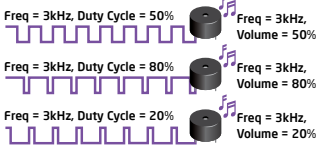 Freq = 3kHz, Duty Cycle = 50%
Freq = 3kHz,
Volume = 50%
Freq = 3kHz, Duty Cycle = 80%
Freq = 3kHz,
Volume = 80%
Freq = 3kHz, Duty Cycle = 20%
Freq = 3kHz,
Volume = 20%